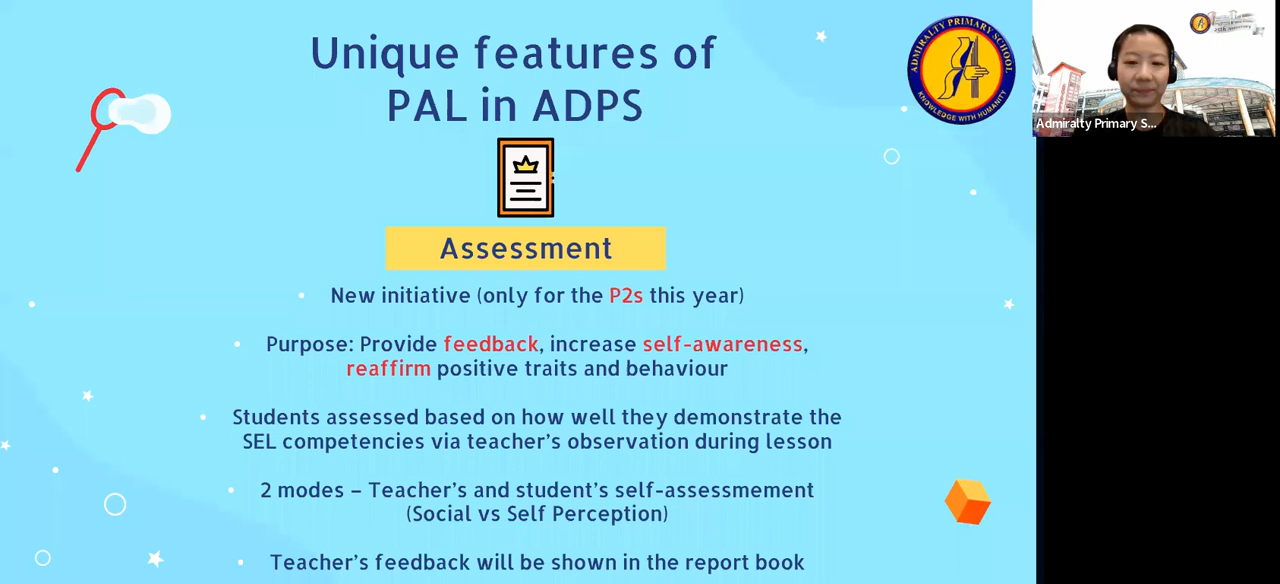 Unique features of
PAL in ADPS
ADMIRALTY PRIMARY SCHOOL
KNOWLEDGE WITH HUMANITY
Admiralty Primary S...
Assessment
• New initiative (only for the P2s this year)
• Purpose: Provide feedback, increase self-awareness,
reaffirm positive traits and behaviour
• Students assessed based on how well they demonstrate the
SEL competencies via teacher's observation during lesson
• 2 modes – Teacher's and student's self-assessmement
(Social vs Self Perception)
• Teacher's feedback will be shown in the report book